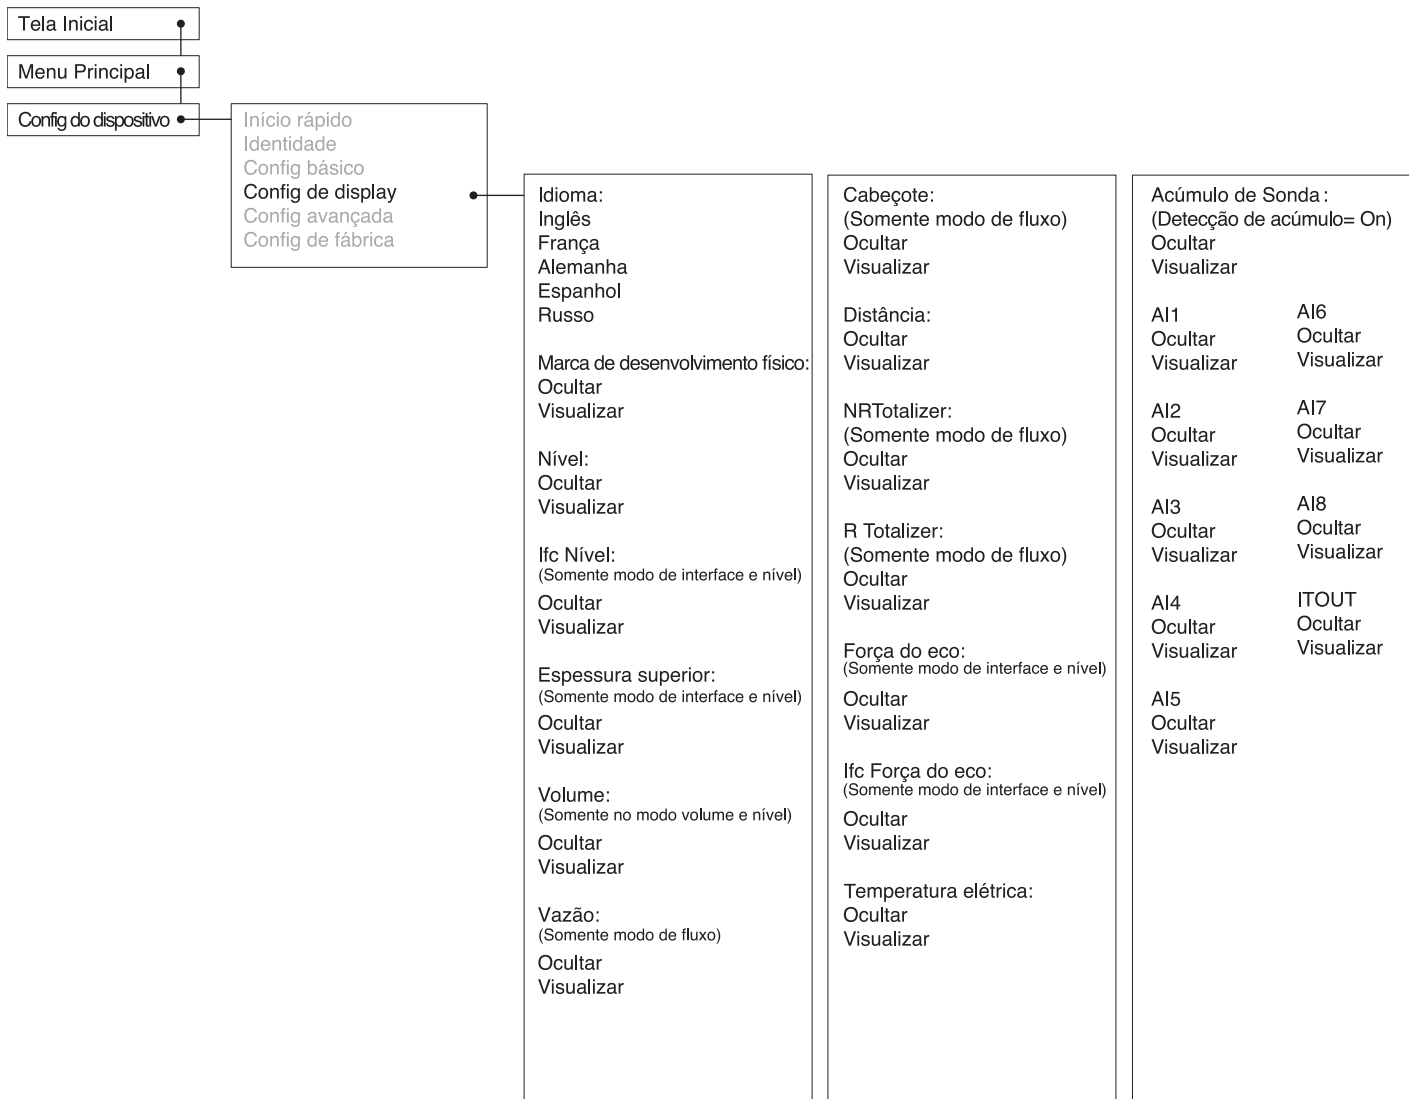 Tela Inicial
Menu Principal
Config do dispositivo
Início rápido
Identidade
Config básico
Config de display
Config avançada
Config de fábrica
Idioma:
Inglês
França
Alemanha
Espanhol
Russo
Marca de desenvolvimento físico:
Ocultar
Visualizar
Nível:
Ocultar
Visualizar
Ifc Nível:
(Somente modo de interface e nível)
Ocultar
Visualizar
Espessura superior:
(Somente modo de interface e nível)
Ocultar
Visualizar
Volume:
(Somente no modo volume e nível)
Ocultar
Visualizar
Vazão:
(Somente modo de fluxo)
Ocultar
Visualizar
Cabeçote:
(Somente modo de fluxo)
Ocultar
Visualizar
Distância:
Ocultar
Visualizar
NRTotalizer:
(Somente modo de fluxo)
Ocultar
Visualizar
R Totalizer:
(Somente modo de fluxo)
Ocultar
Visualizar
Força do eco:
(Somente modo de interface e nível)
Ocultar
Visualizar
Ifc Força do eco:
(Somente modo de interface e nível)
Ocultar
Visualizar
Temperatura elétrica:
Ocultar
Visualizar
Acúmulo de Sonda :
(Detecção de acúmulo= On)
Ocultar
Visualizar
AI1
Ocultar
Visualizar
AI2
Ocultar
Visualizar
AI3
Ocultar
Visualizar
AI4
Ocultar
Visualizar
AI5
Ocultar
Visualizar
AI6
Ocultar
Visualizar
AI7
Ocultar
Visualizar
AI8
Ocultar
Visualizar
ITOUT
Ocultar
Visualizar